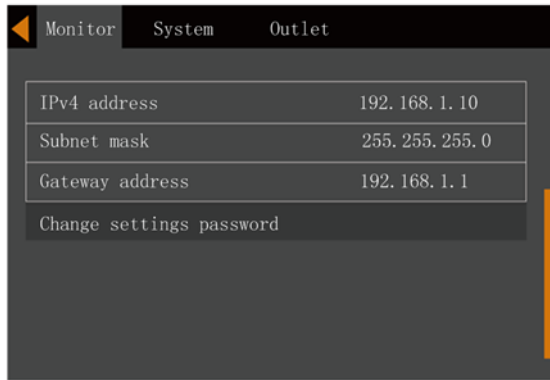 Monitor System Outlet
IPv4 address 192.168.1.10
Subnet mask 255.255.255.0
Gateway address 192.168.1.1
Change settings password